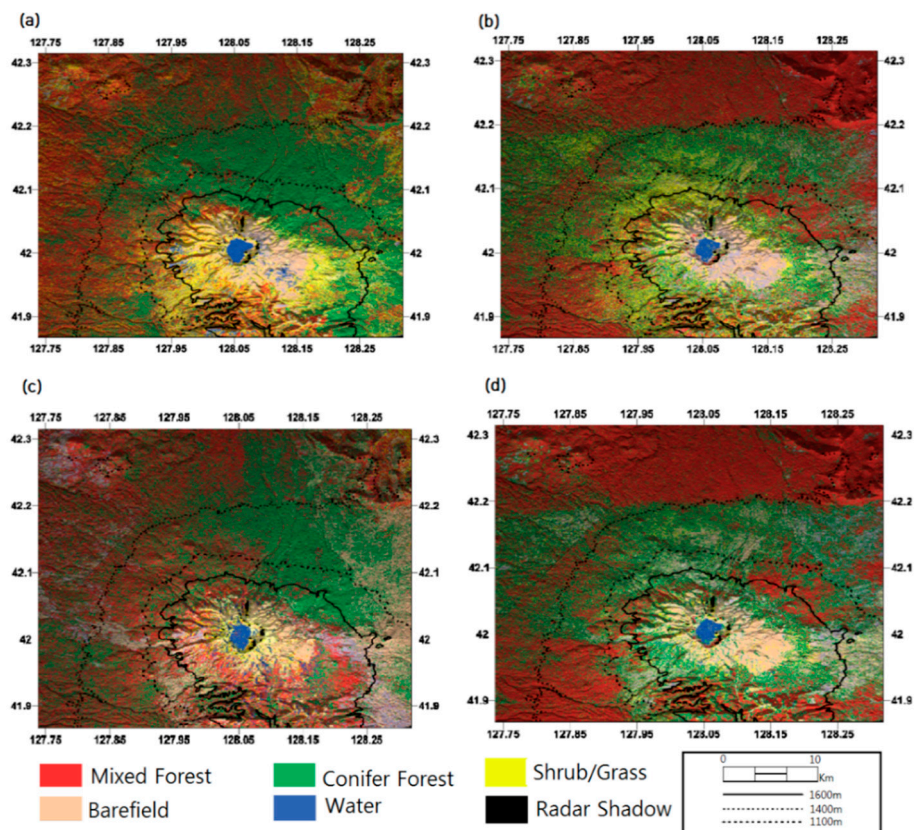 (a)
(b)
127.75 127.85 127.95 128.05 128.15 128.25
127.75 127.85 127.95 128.05 128.15 128.25
42.3 42.3 42.3 42.3
42.2 42.2 42.2 42.2
42.1 42.1 42.1 42.1
42 42 42 42
41.9 41.9 41.9 41.9
127.75 127.85 127.95 128.05 128.15 128.25
127.75 127.85 127.95 128.05 128.15 128.25
(c)
(d)
127.75 127.85 127.95 128.05 128.15 128.25
127.75 127.85 127.95 128.05 128.15 128.25
42.3 42.3 42.3 42.3
42.2 42.2 42.2 42.2
42.1 42.1 42.1 42.1
42 42 42 42
41.9 41.9 41.9 41.9
127.75 127.85 127.95 128.05 128.15 128.25
127.75 127.85 127.95 128.05 128.15 128.25
Mixed Forest Conifer Forest Shrub/Grass
Barefield Water Radar Shadow
0 10
Km
1600m
1400m
1100m